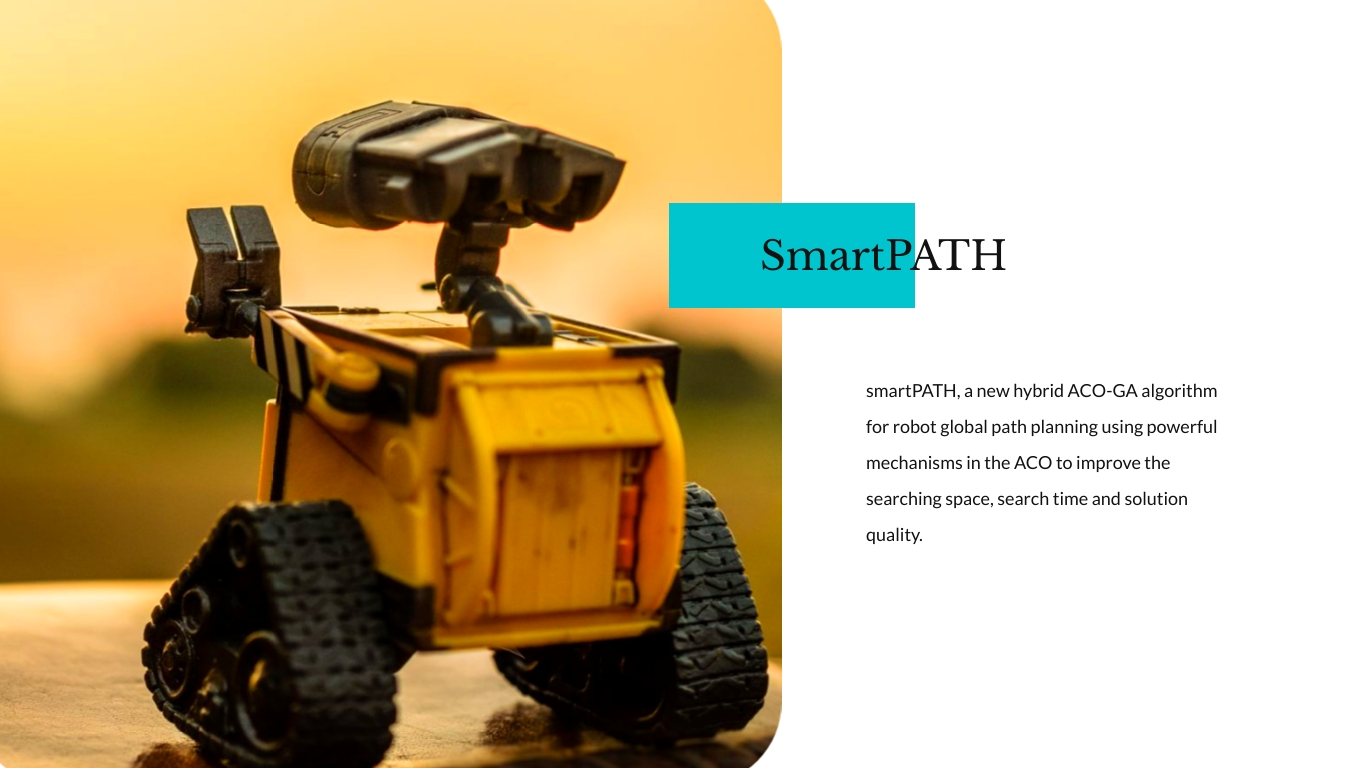 SmartPATH
smartPATH, a new hybrid ACO-GA algorithm
for robot global path planning using powerful
mechanisms in the ACO to improve the
searching space, search time and solution
quality.